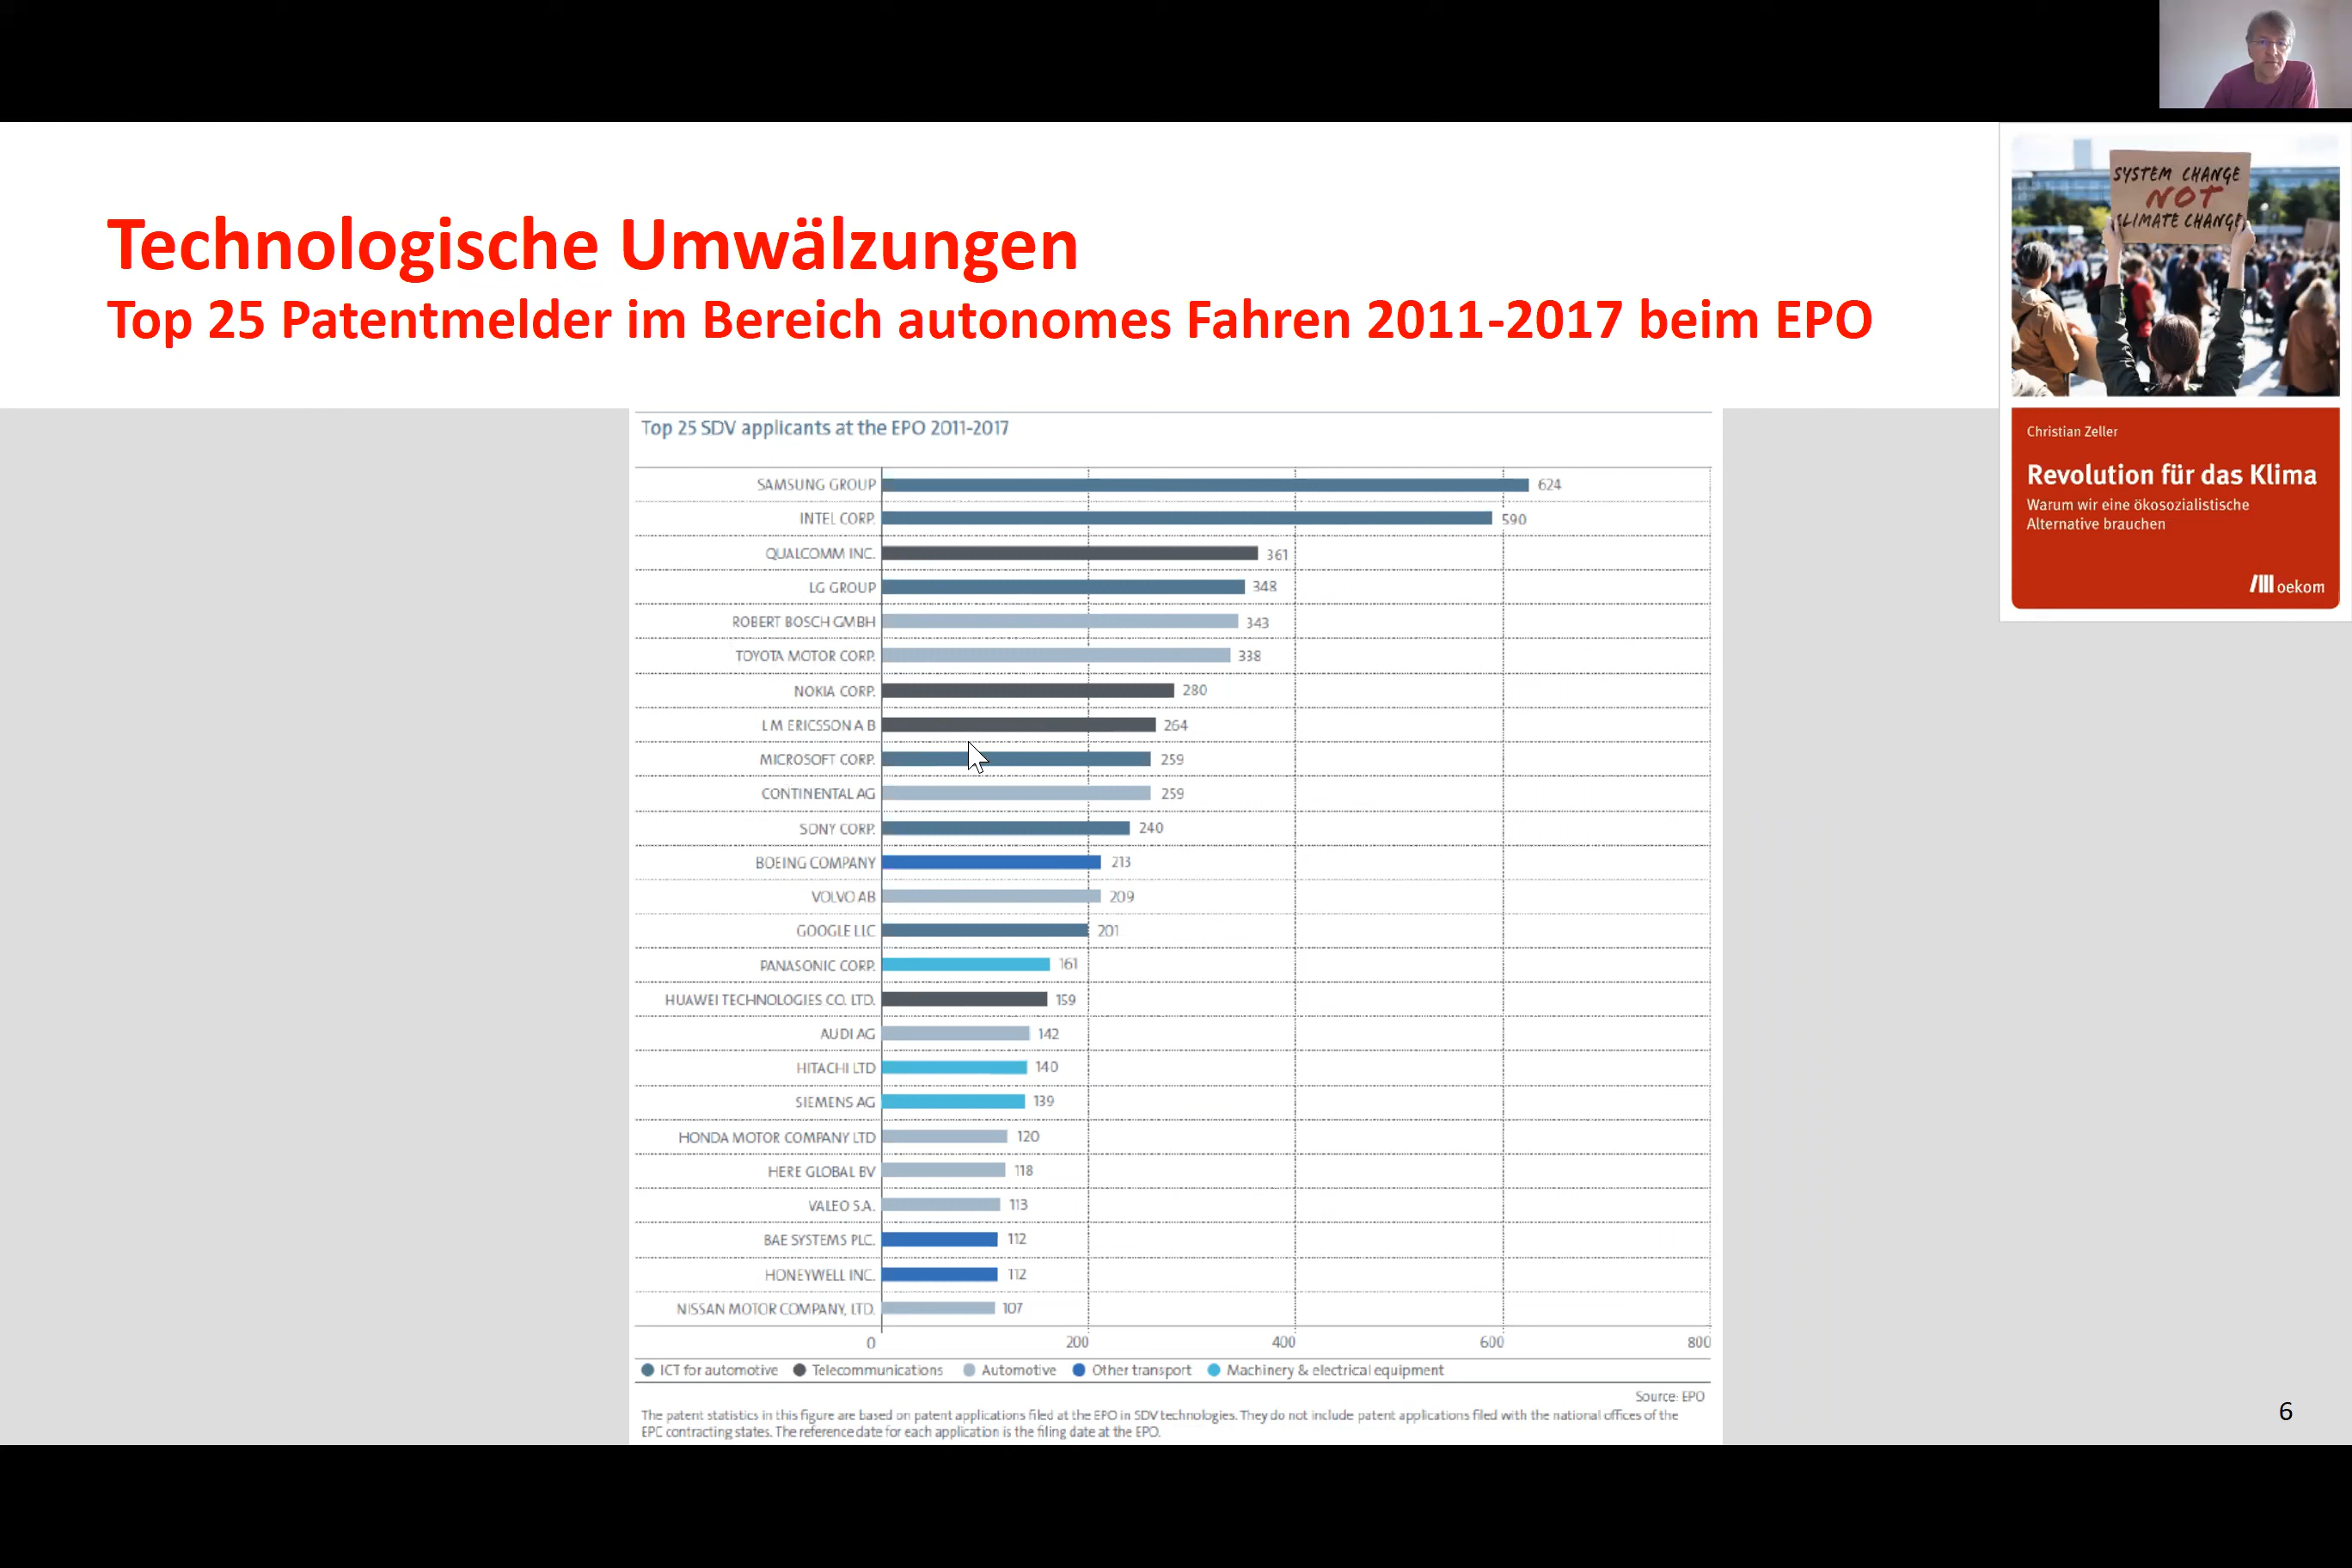 SYSTEM CHANGE
NOT
CLIMATE CHANGE
Technologische Umwälzungen
Top 25 Patentmelder im Bereich autonomes Fahren 2011-2017 beim EPO
Christian Zeller
Revolution für das Klima
Warum wir eine ökosozialistische
Alternative brauchen
oekom
Top 25 SDV applicants at the EPO 2011-2017
SAMSUNG GROUP 624
INTEL CORP. 590
QUALCOMM INC. 361
LG GROUP 348
ROBERT BOSCH GMBH 343
TOYOTA MOTOR CORP. 338
NOKIA CORP. 280
LM ERICSSON A B 264
MICROSOFT CORP. 259
CONTINENTAL AG 259
SONY CORP. 240
BOEING COMPANY 213
VOLVO AB 209
GOOGLE LLC 201
PANASONIC CORP. 161
HUAWEI TECHNOLOGIES CO. LTD. 159
AUDI AG 142
HITACHI LTD 140
SIEMENS AG 139
HONDA MOTOR COMPANY LTD 120
HERE GLOBAL BV 118
VALEO S.A. 113
BAE SYSTEMS PLC. 112
HONEYWELL INC. 112
NISSAN MOTOR COMPANY, LTD. 107
0 200 400 600 800
ICT for automotive Telecommunications Automotive Other transport Machinery & electrical equipment
Source: EPO
The patent statistics in this figure are based on patent applications filed at the EPO in SDV technologies. They do not include patent applications filed with the national offices of the
EPC contracting states. The reference date for each application is the filing date at the EPO.
6